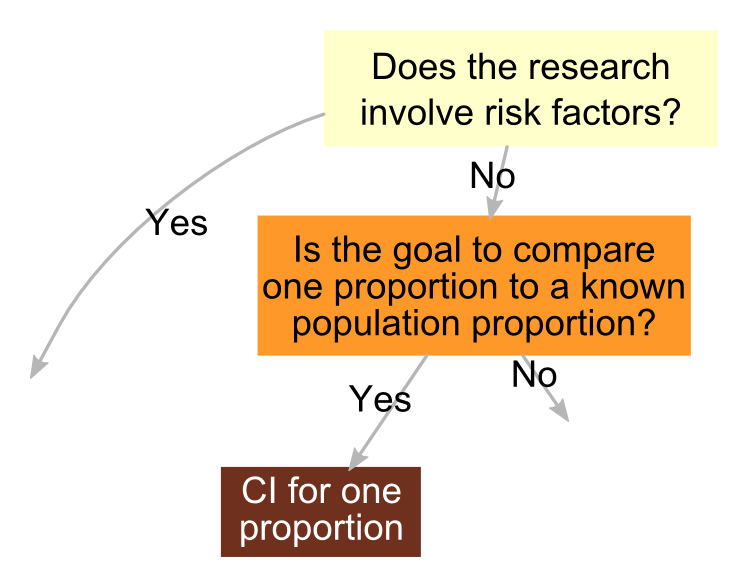 Does the research
involve risk factors?
No
Yes
Is the goal to compare
one proportion to a known
population proportion?
No
Yes
CI for one
proportion